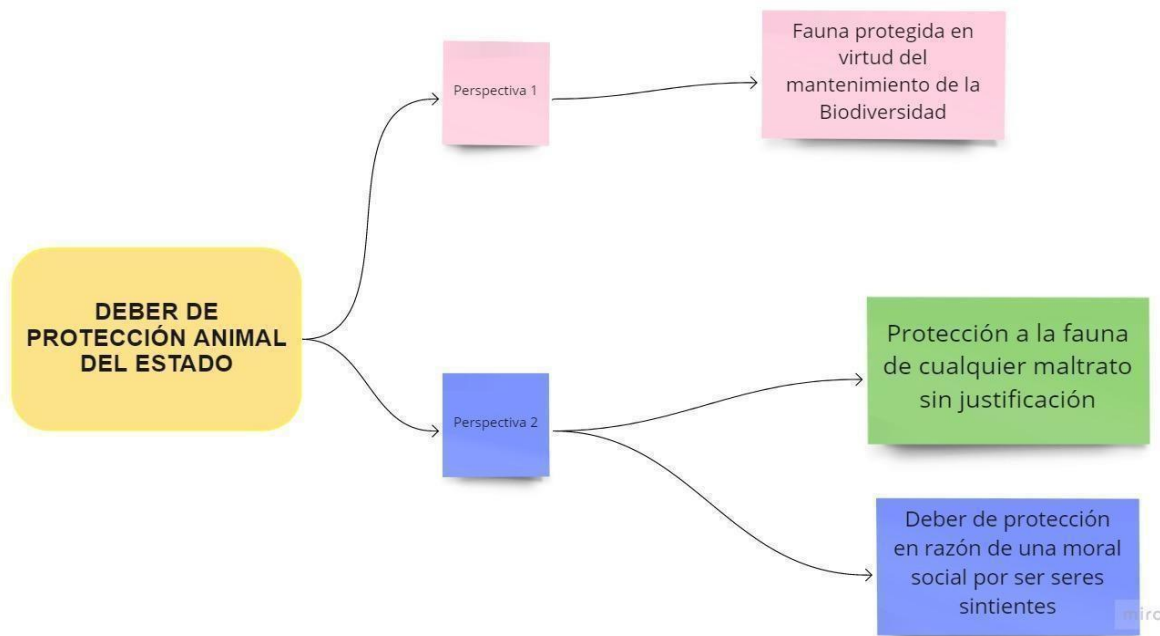 Fauna protegida en
virtud del
mantenimiento de la
Biodiversidad
Perspectiva 1
DEBER DE
PROTECCIÓN ANIMAL
DEL ESTADO
Perspectiva 2
Protección a la fauna
de cualquier maltrato
sin justificación
Deber de protección
en razón de una moral
social por ser seres
sintientes
miro